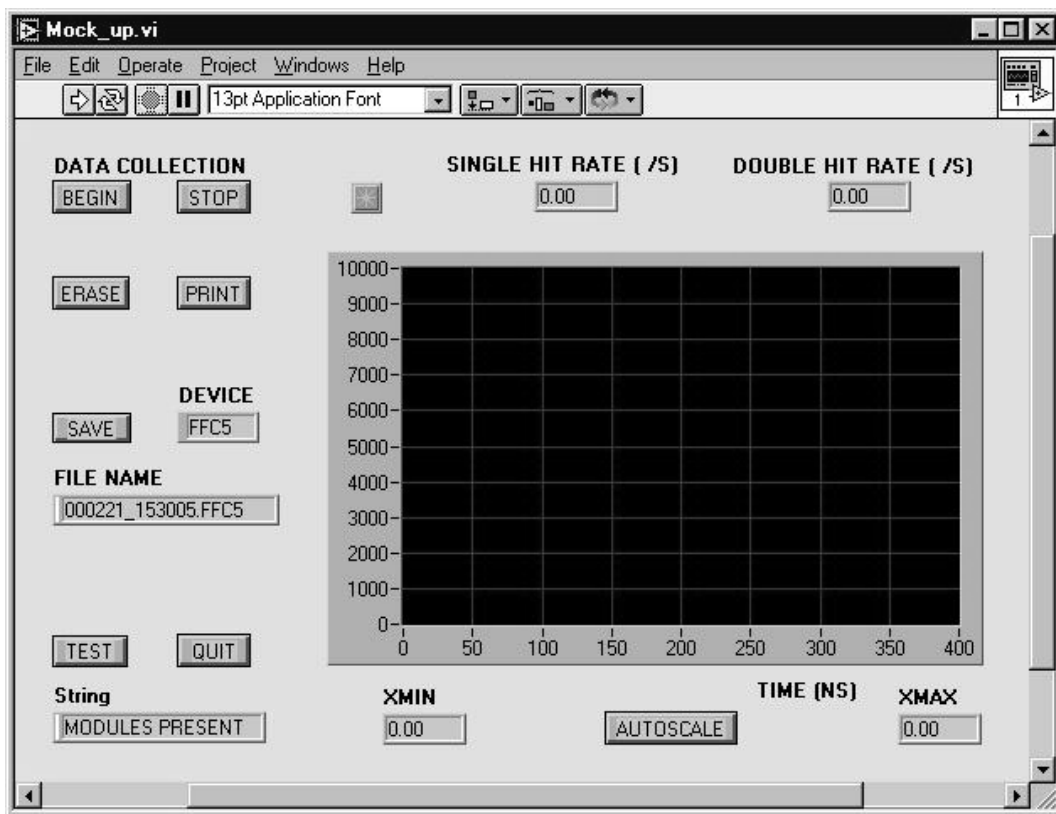 Mock_up.vi
File Edit Operate Project Windows Help
13pt Application Font
1
DATA COLLECTION
BEGIN STOP
SINGLE HIT RATE ( /S) DOUBLE HIT RATE ( /S)
0.00 0.00
ERASE PRINT
DEVICE
SAVE FFC5
FILE NAME
000221_153005.FFC5
TEST QUIT
String
MODULES PRESENT
10000
9000
8000
7000
6000
5000
4000
3000
2000
1000
0
0 50 100 150 200 250 300 350 400
TIME (NS)
XMIN XMAX
0.00 AUTOSCALE 0.00